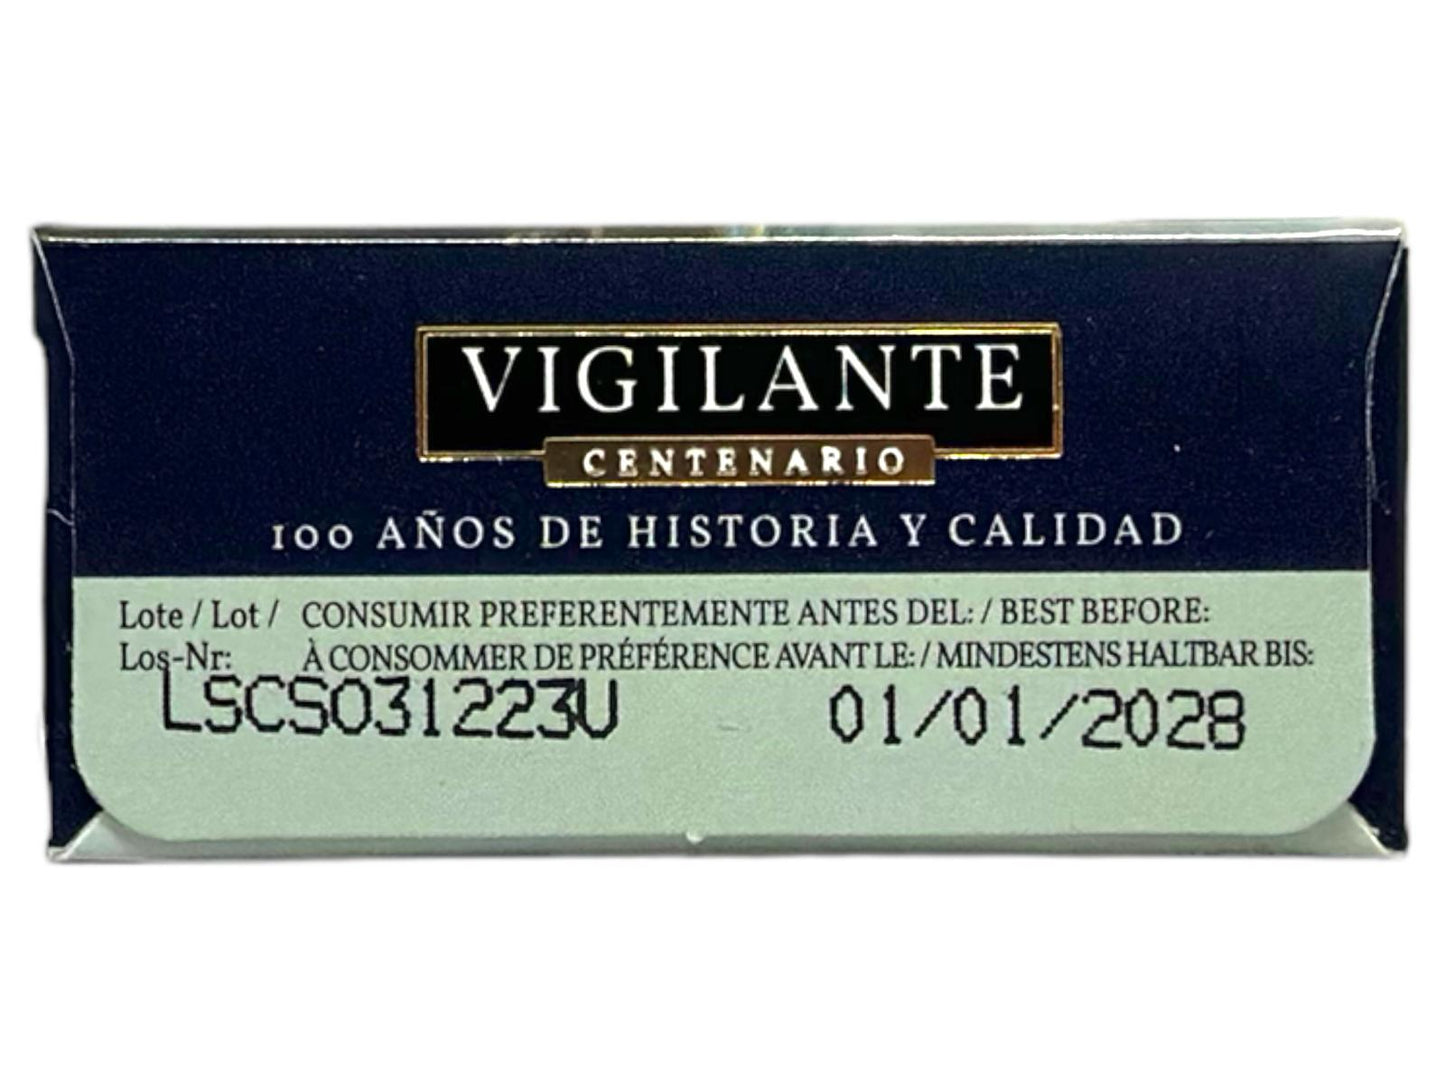 VIGILANTE
CENTENARIO
100 AÑOS DE HISTORIA Y CALIDAD
Lote / Lot / CONSUMIR PREFERENTEMENTE ANTES DEL: / BEST BEFORE:
Los-Nr: À CONSOMMER DE PRÉFÉRENCE AVANT LE: / MINDESTENS HALTBAR BIS:
LSCS031223U 01/01/2028